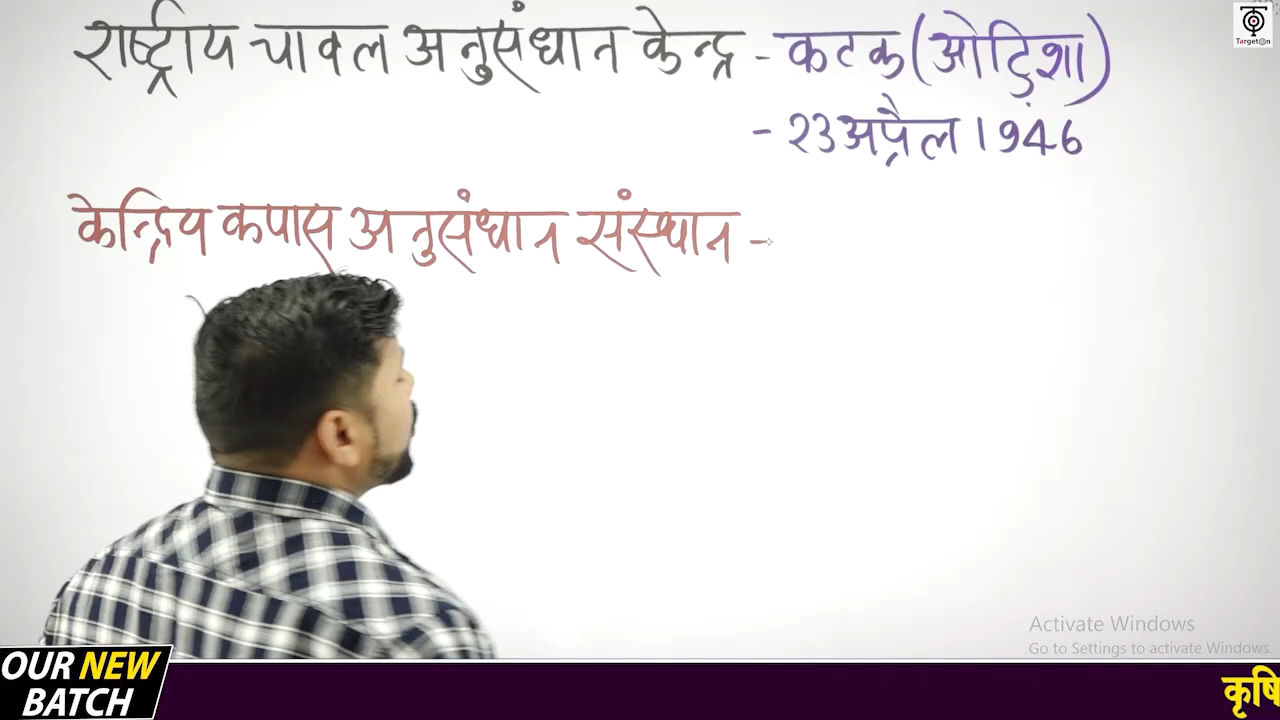 राष्ट्रीय चावल अनुसंधान केन्द्र - कटक (ओड़िशा)
- 23 अप्रैल 1946
केन्द्रिय कपास अनुसंधान संस्थान -
TargetOn
Activate Windows
Go to Settings to activate Windows.
OUR NEW
BATCH
कृषि